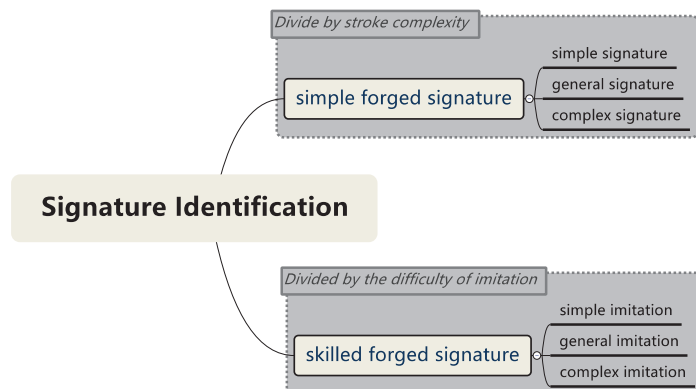 Divide by stroke complexity
simple forged signature
simple signature
general signature
complex signature
Signature Identification
Divided by the difficulty of imitation
skilled forged signature
simple imitation
general imitation
complex imitation